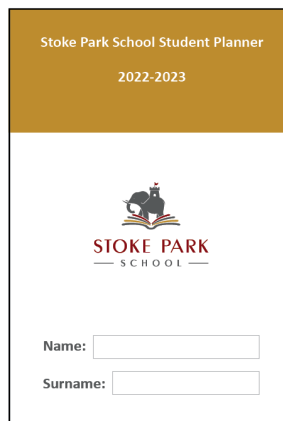 Stoke Park School Student Planner
2022-2023
STOKE PARK
SCHOOL
Name:
Surname: